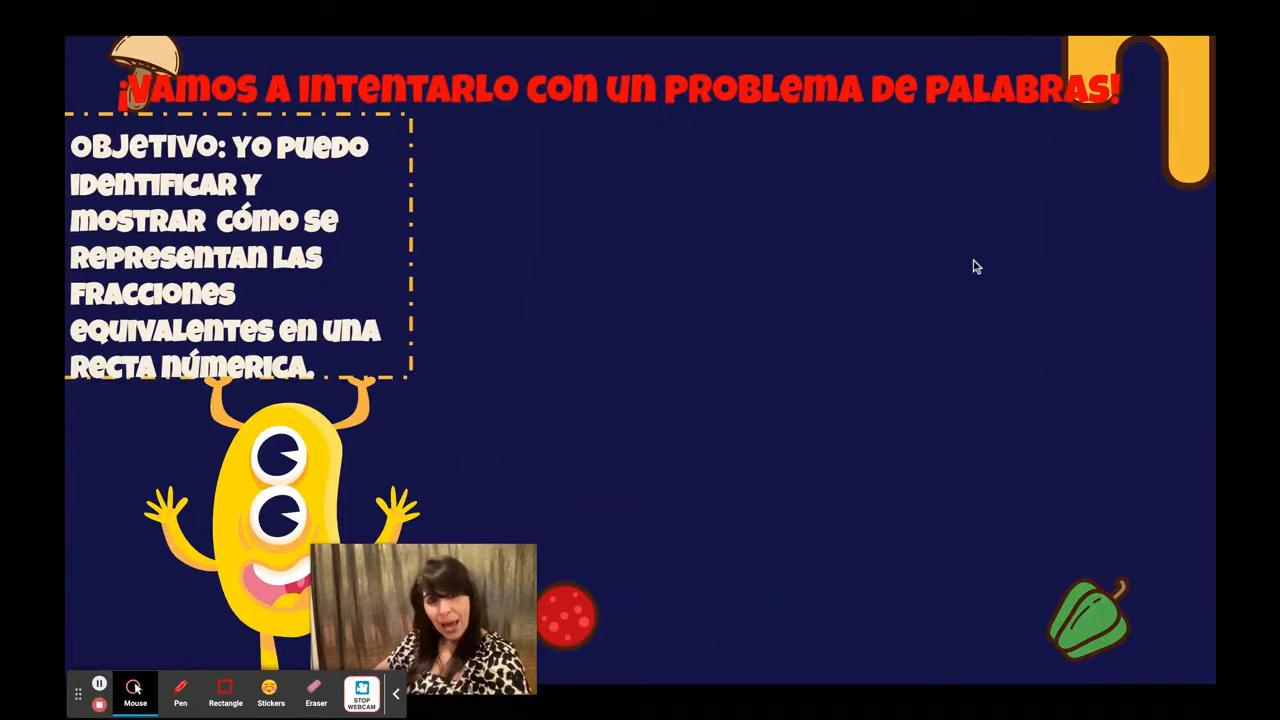 ¡Vamos a intentarlo con un problema de palabras!
Objetivo: Yo puedo
identificar y
mostrar cómo se
representan las
fracciones
equivalentes en una
recta númerica.
Mouse
Pen
Rectangle
Stickers
Eraser
STOP
WEBCAM